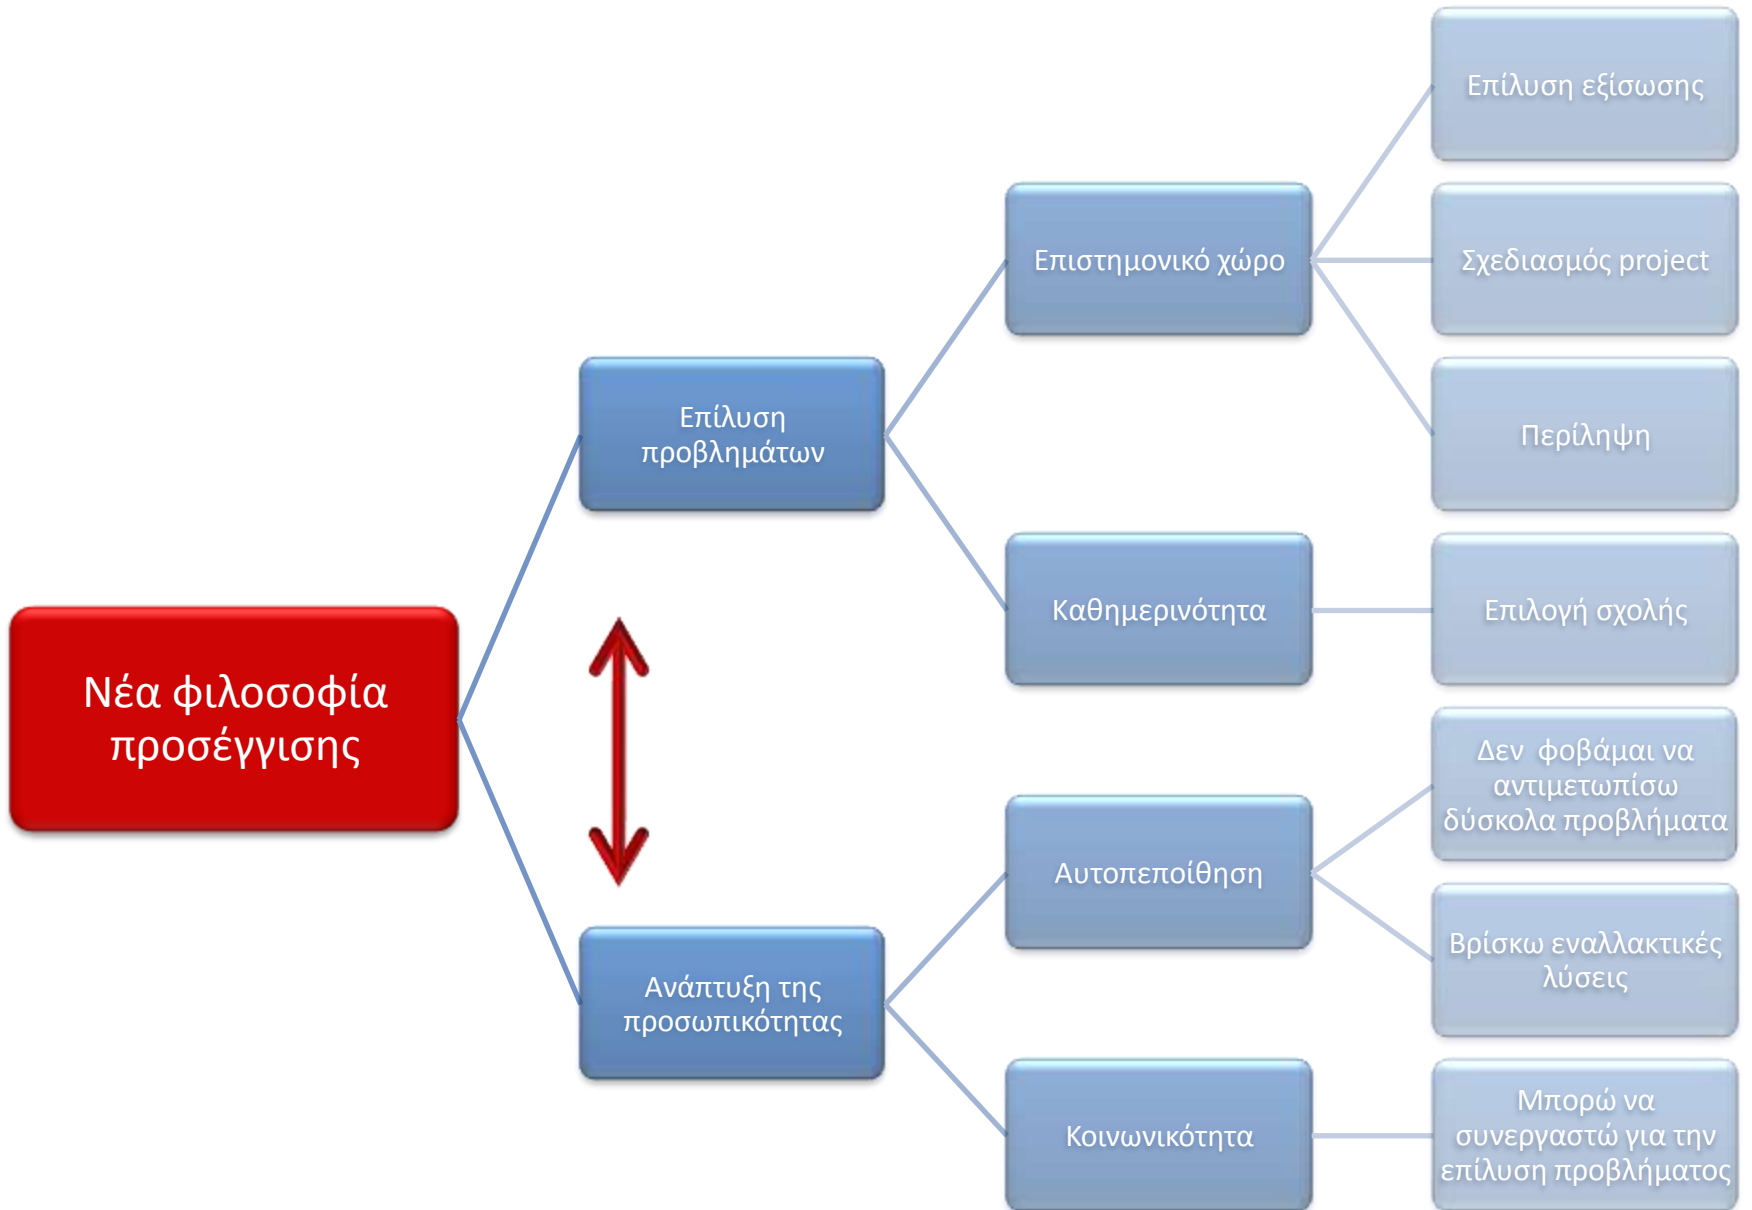 Νέα φιλοσοφία
προσέγγισης
Επίλυση
προβλημάτων
Επιστημονικό χώρο
Επίλυση εξίσωσης
Σχεδιασμός project
Περίληψη
Καθημερινότητα
Επιλογή σχολής
Ανάπτυξη της
προσωπικότητας
Αυτοπεποίθηση
Δεν φοβάμαι να
αντιμετωπίσω
δύσκολα προβλήματα
Βρίσκω εναλλακτικές
λύσεις
Κοινωνικότητα
Μπορώ να
συνεργαστώ για την
επίλυση προβλήματος